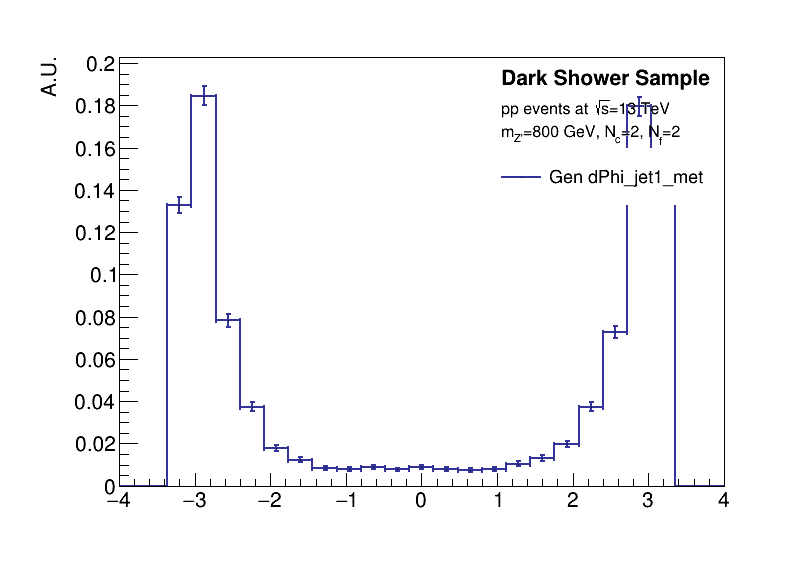 A.U.
0.2
0.18
0.16
0.14
0.12
0.1
0.08
0.06
0.04
0.02
0
Dark Shower Sample
pp events at √s=13 TeV
m_Z'=800 GeV, N_c=2, N_f=2
Gen dPhi_jet1_met
−4 −3 −2 −1 0 1 2 3 4